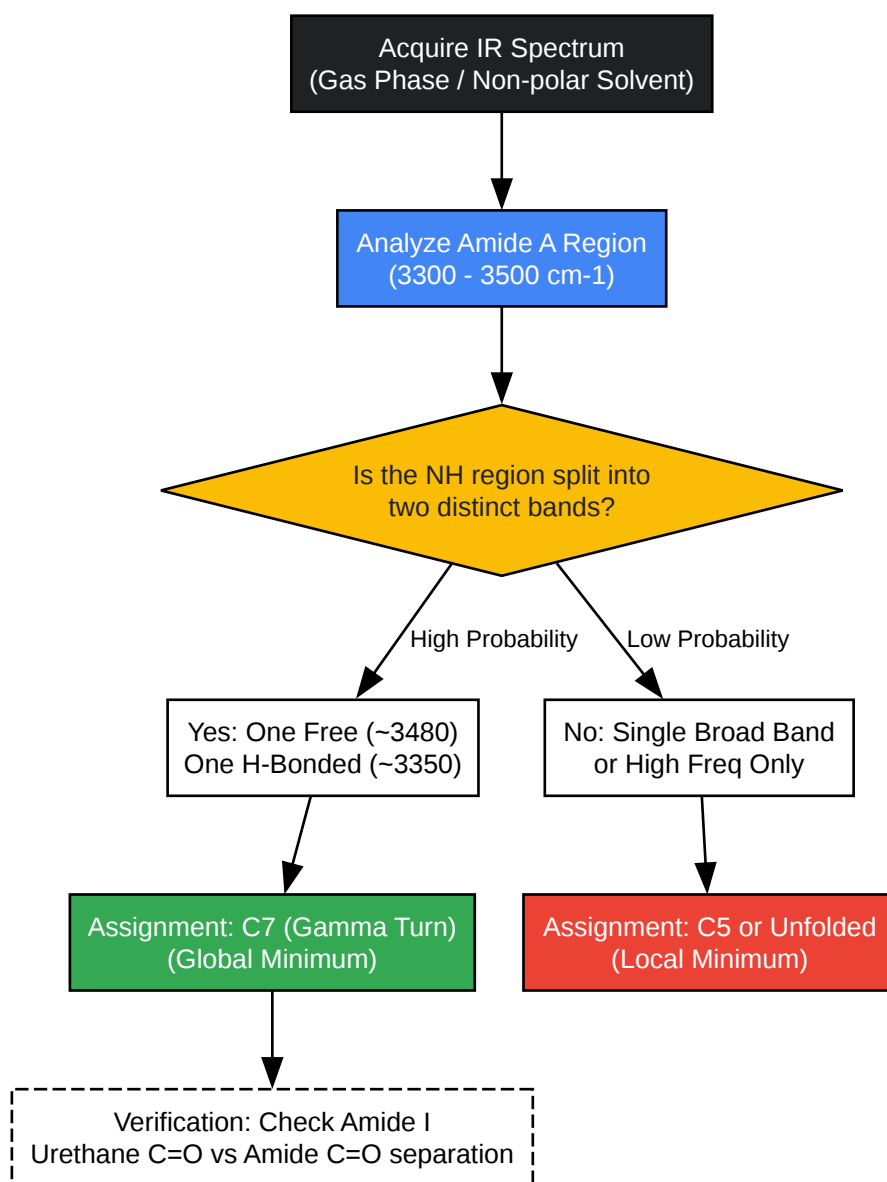 Acquire IR Spectrum
(Gas Phase / Non-polar Solvent)
Analyze Amide A Region
(3300 - 3500 cm-1)
Is the NH region split into
two distinct bands?
High Probability
Low Probability
Yes: One Free (~3480)
One H-Bonded (~3350)
No: Single Broad Band
or High Freq Only
Assignment: C7 (Gamma Turn)
(Global Minimum)
Assignment: C5 or Unfolded
(Local Minimum)
Verification: Check Amide I
Urethane C=O vs Amide C=O separation